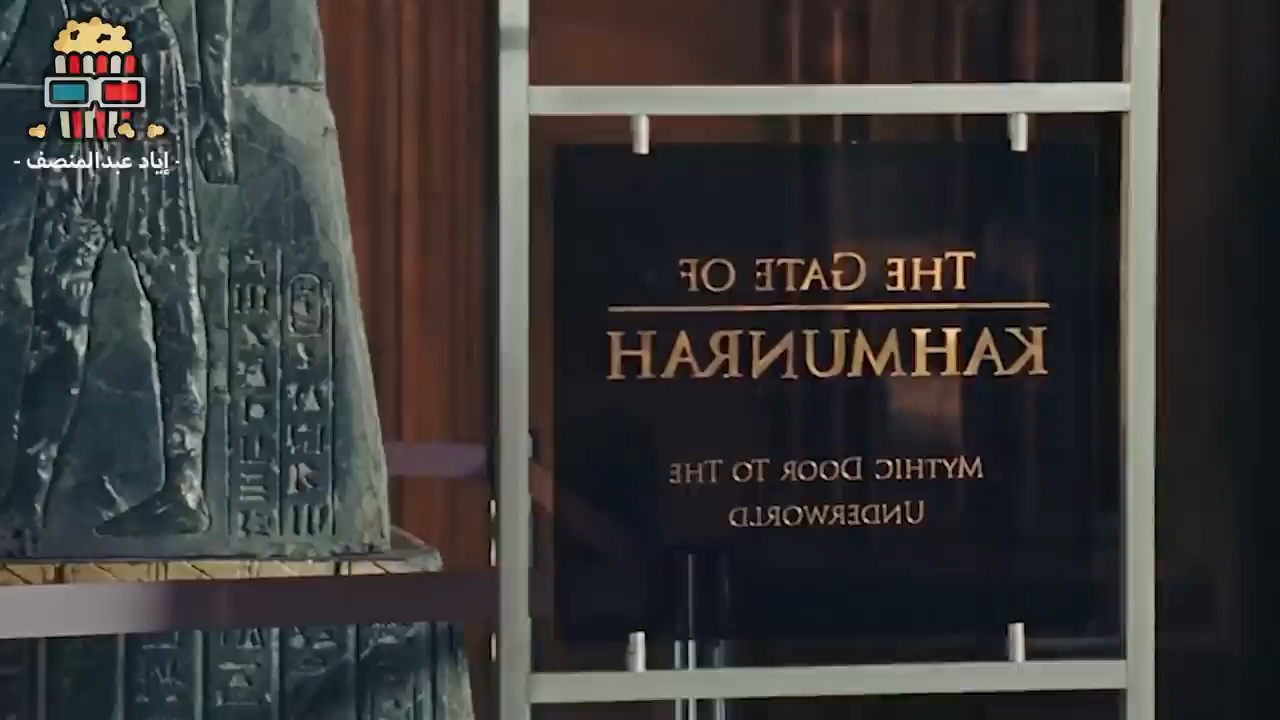 - إياد عبدالمنصف -
THE GATE OF
KAHMUNRAH
MYTHIC DOOR TO THE
UNDERWORLD